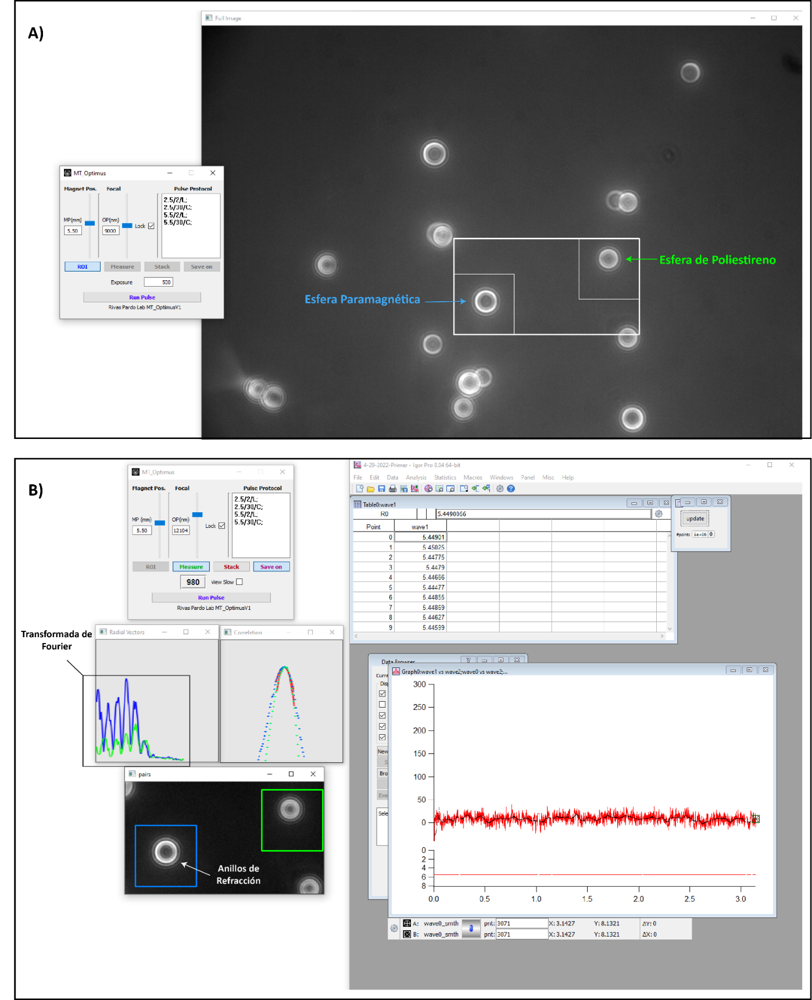 A)
Full Image
MT_Optimus
Magnet Pos. Focal Pulse Protocol
2.5/2/L;
2.5/30/C;
5.5/2/L;
5.5/30/C;
MP(mm) OP(nm) Lock
5.50 9000
ROI Measure Stack Save on
Exposure 500
Run Pulse
Rivas Pardo Lab MT_OptimusV1
Esfera de Poliestireno
Esfera Paramagnética
B)
MT_Optimus
Magnet Pos. Focal Pulse Protocol
2.5/2/L;
2.5/30/C;
5.5/2/L;
5.5/30/C;
MP (mm) OP(nm) Lock
5.50 12104
ROI Measure Stack Save on
980 View Slow
Run Pulse
Rivas Pardo Lab MT_OptimusV1
Transformada de
Fourier
Radial Vectors
Correlation
pairs
Anillos de
Refracción
4-29-2022-Primer - Igor Pro 8.04 64-bit
File Edit Data Analysis Statistics Macros Windows Panel Misc Help
Table0:wave1
R0 5.4490066
Point wave1
0 5.44901
1 5.45025
2 5.44775
3 5.4479
4 5.44666
5 5.44477
6 5.44855
7 5.44869
8 5.44627
9 5.44599
update
#points 5e+06
Data Browser
Curre
Disp
New
S
Bro
Exe
Sele
Graph0:wave1 vs wave2;wave0 vs wave2;...
300
250
200
150
100
50
0
0
2
4
6
8
0.0 0.5 1.0 1.5 2.0 2.5 3.0
A: wave0_smth pnt: 3071 X: 3.1427 Y: 8.1321 ΔY: 0
B: wave0_smth pnt: 3071 X: 3.1427 Y: 8.1321 ΔX: 0